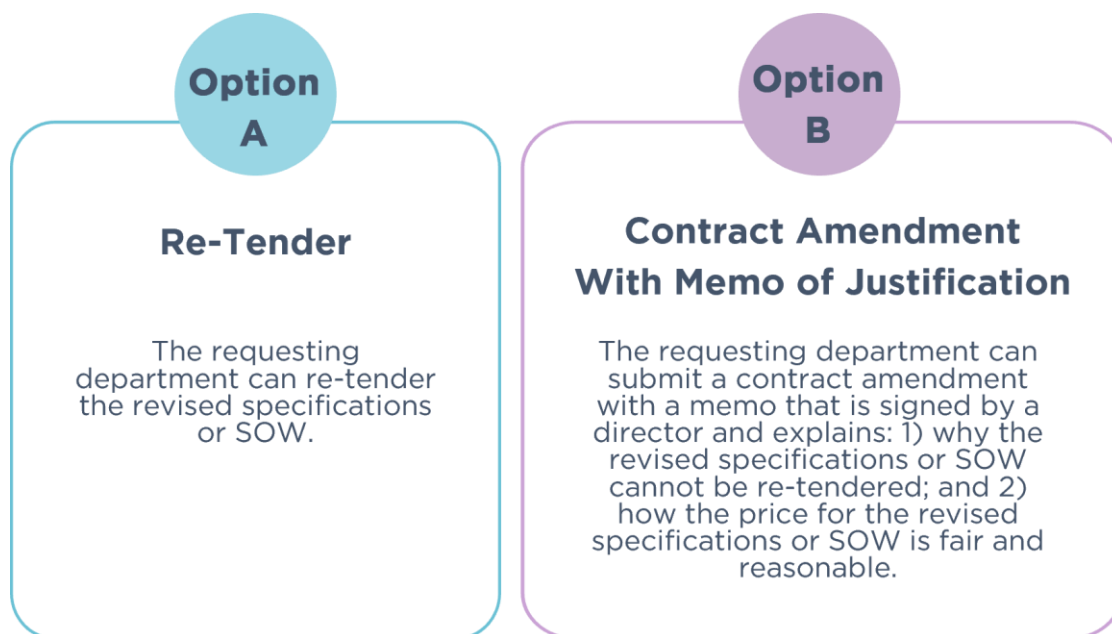 Option
A
Re-Tender
The requesting
department can re-tender
the revised specifications
or SOW.
Option
B
Contract Amendment
With Memo of Justification
The requesting department can
submit a contract amendment
with a memo that is signed by a
director and explains: 1) why the
revised specifications or SOW
cannot be re-tendered; and 2)
how the price for the revised
specifications or SOW is fair and
reasonable.